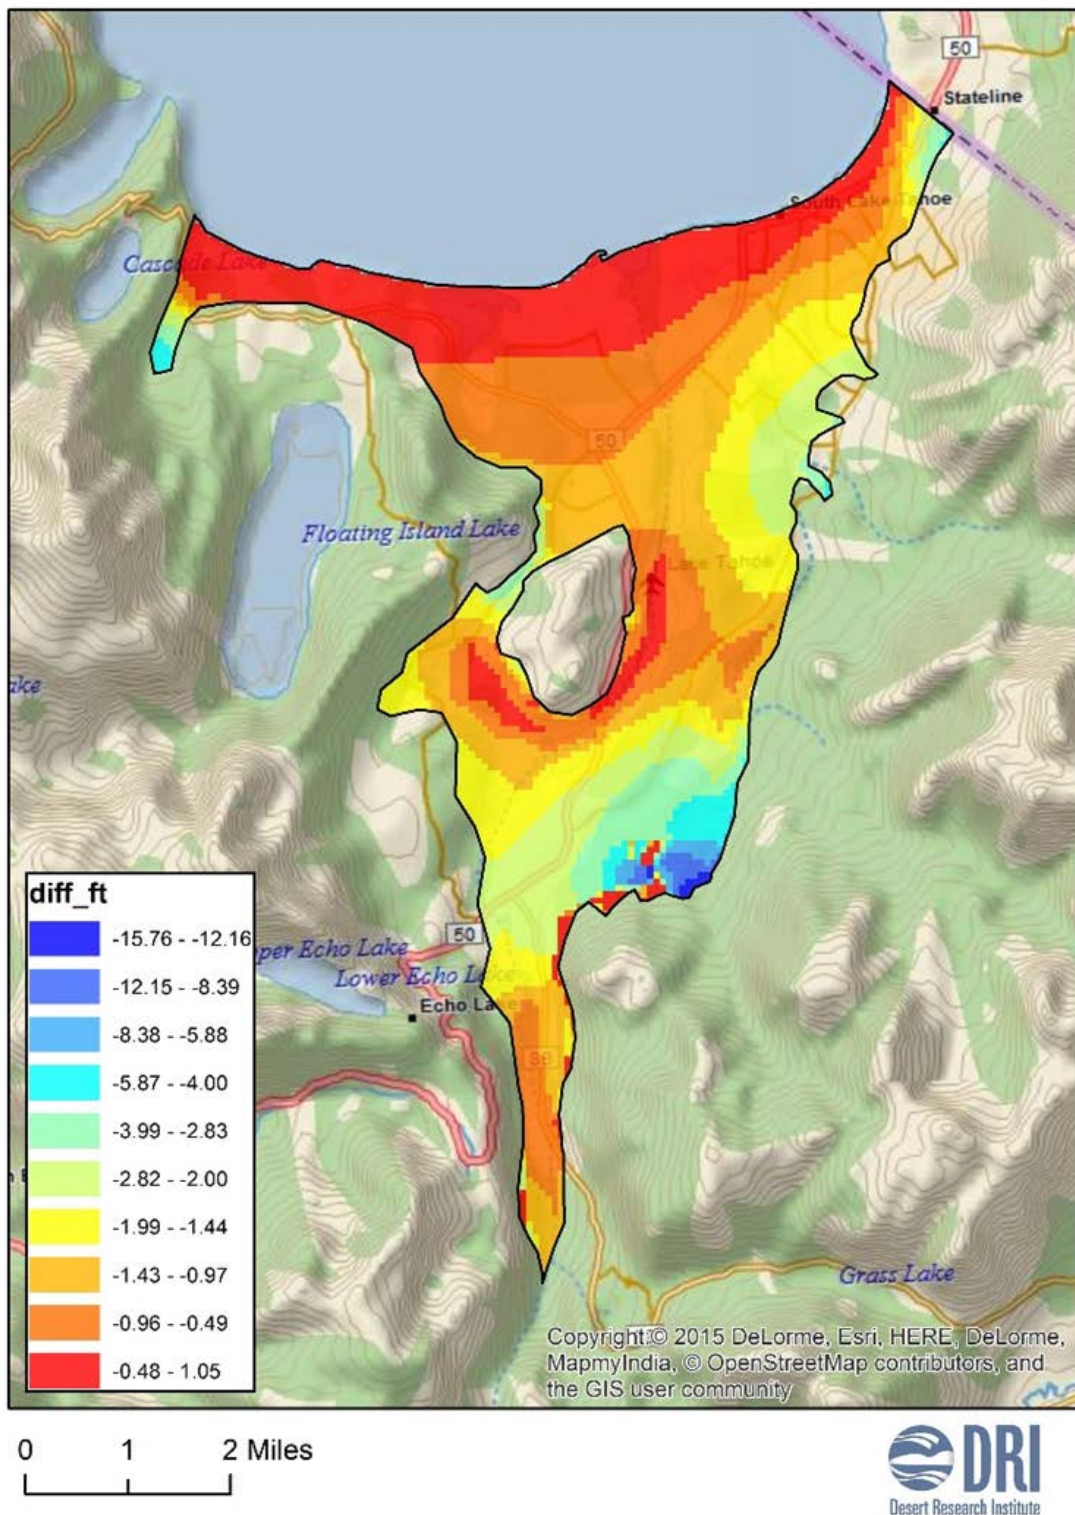 50
Stateline
South Lake Tahoe
Cascade Lake
50
Floating Island Lake
Lake Tahoe
ake
diff_ft
-15.76 - -12.16
-12.15 - -8.39
-8.38 - -5.88
-5.87 - -4.00
-3.99 - -2.83
-2.82 - -2.00
-1.99 - -1.44
-1.43 - -0.97
-0.96 - -0.49
-0.48 - 1.05
50
per Echo Lake
Lower Echo Lake
Echo Lake
Grass Lake
Copyright:© 2015 DeLorme, Esri, HERE, DeLorme,
MapmyIndia, © OpenStreetMap contributors, and
the GIS user community
0 1 2 Miles
DRI
Desert Research Institute